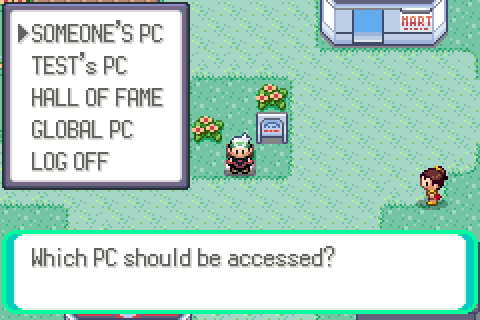 SOMEONE'S PC
TEST's PC
HALL OF FAME
GLOBAL PC
LOG OFF
MART
Which PC should be accessed?